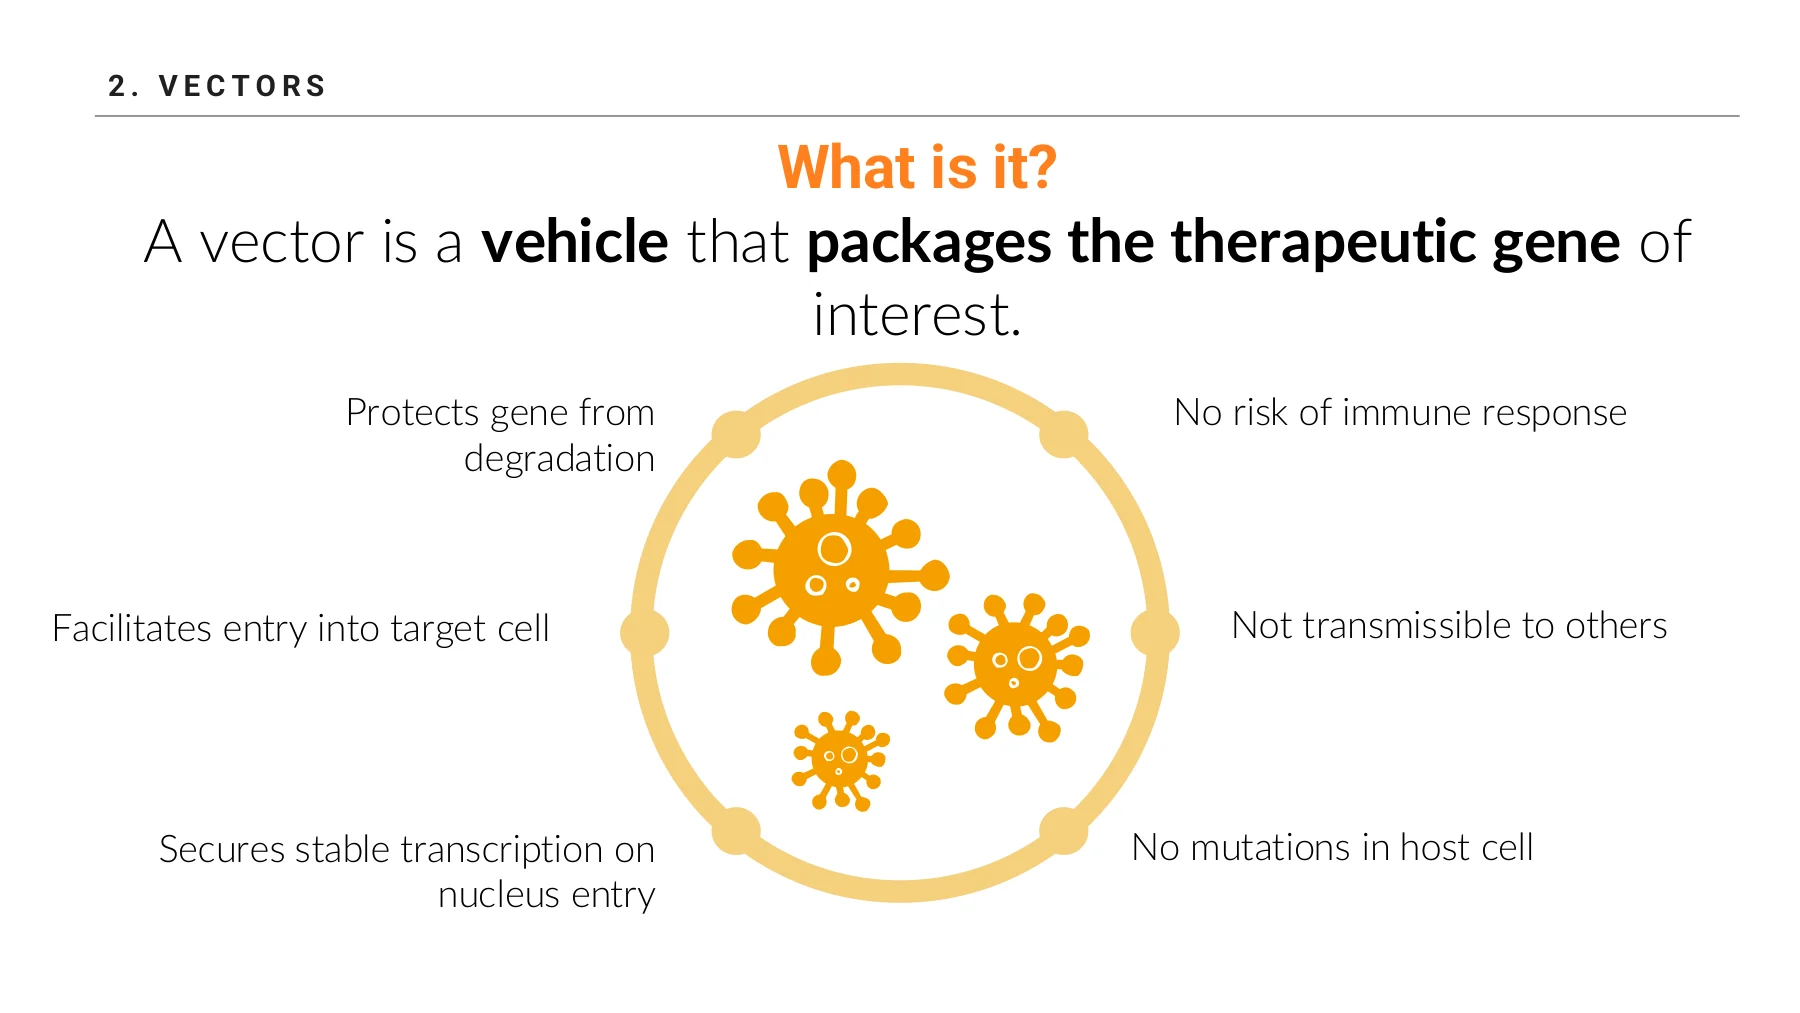 2. VECTORS
What is it?
A vector is a vehicle that packages the therapeutic gene of
interest.
Protects gene from
degradation
No risk of immune response
Facilitates entry into target cell
Not transmissible to others
Secures stable transcription on
nucleus entry
No mutations in host cell